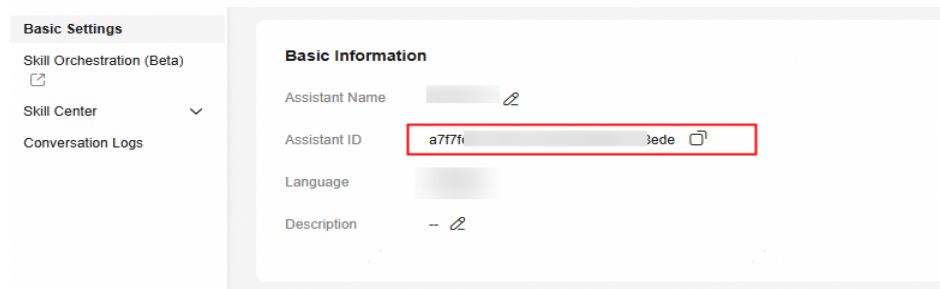 Basic Settings
Skill Orchestration (Beta)
Skill Center
Conversation Logs
Basic Information
Assistant Name
Assistant ID a7f7f 3ede
Language
Description --